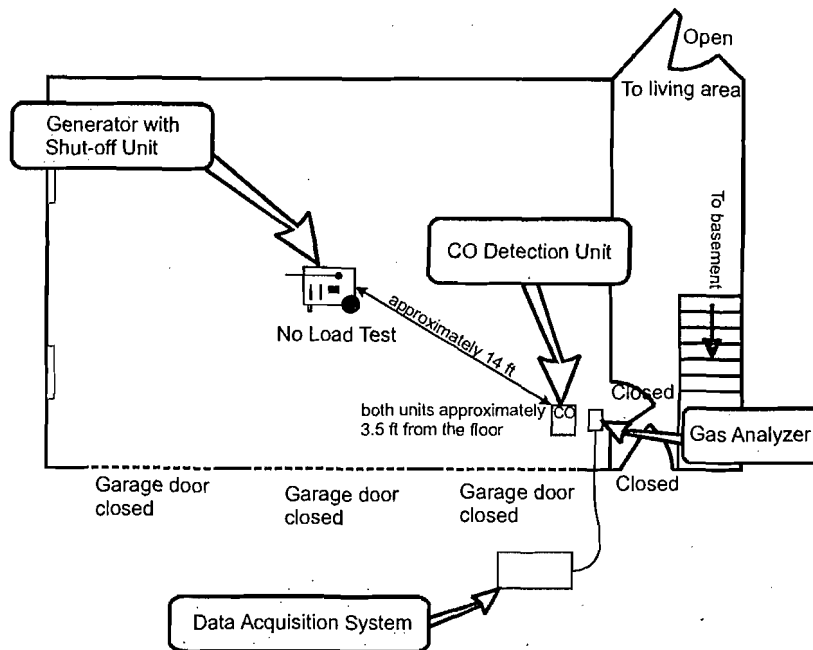 Open
To living area
Generator with
Shut-off Unit
To basement
CO Detection Unit
approximately 14 ft
No Load Test
Closed
both units approximately
3.5 ft from the floor
CO
Gas Analyzer
Garage door
closed
Garage door
closed
Garage door
closed
Closed
Data Acquisition System